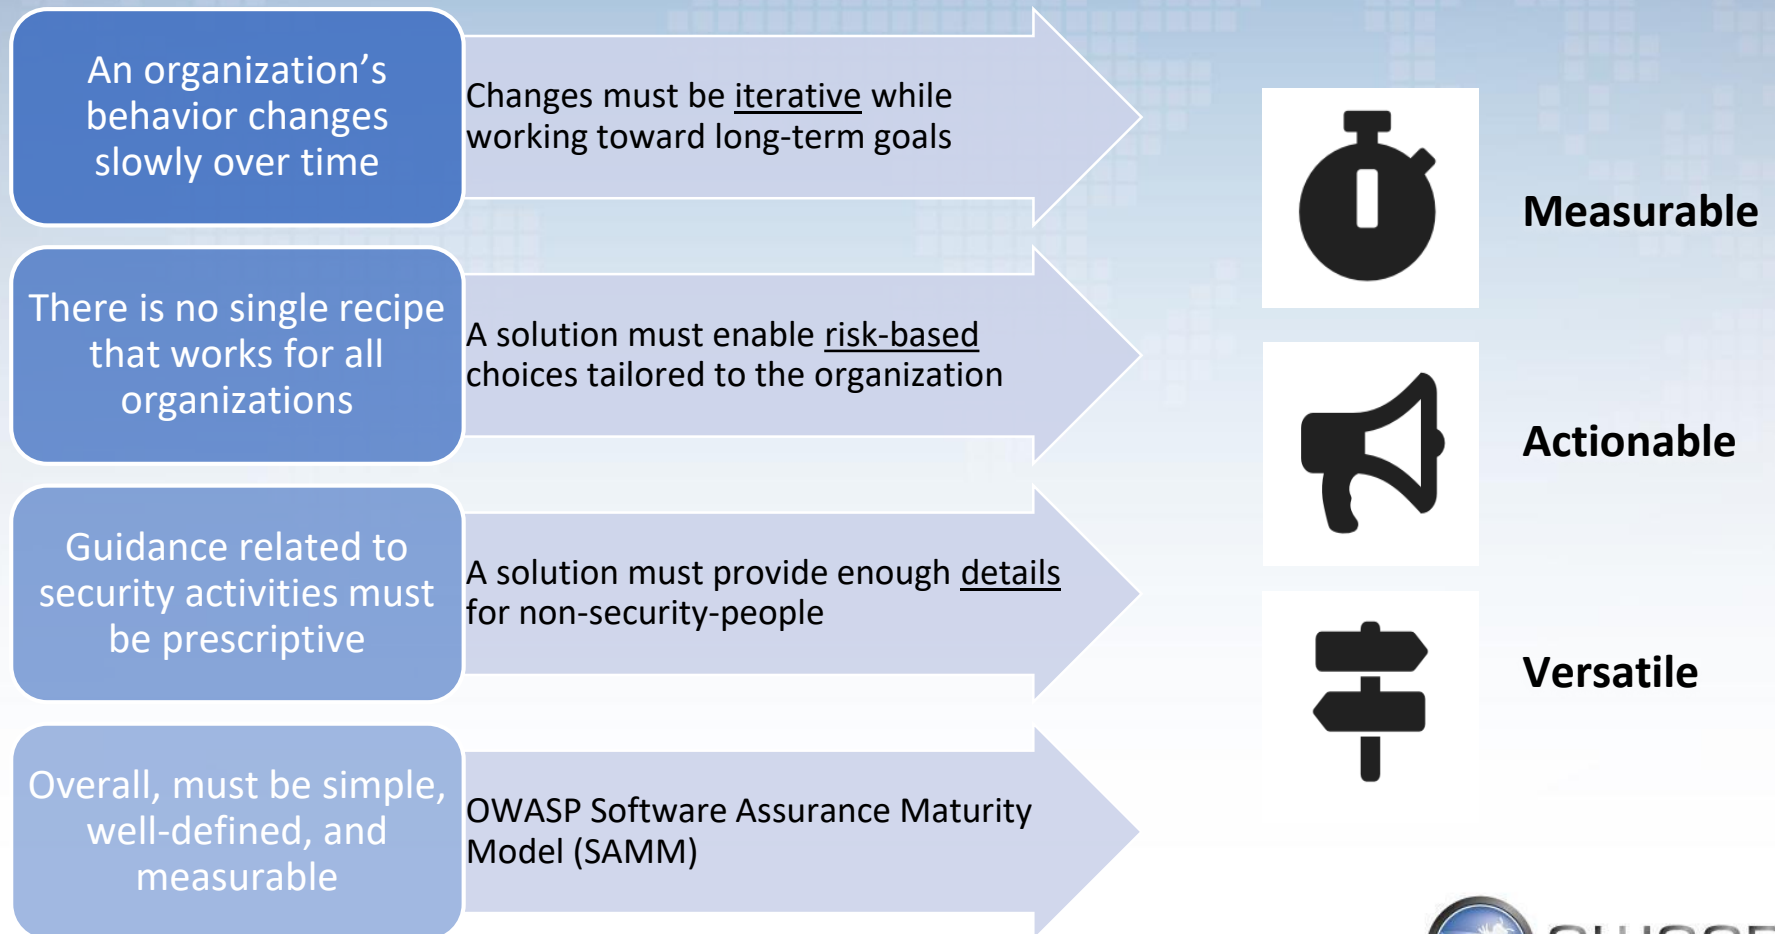 An organization’s
behavior changes
slowly over time
Changes must be iterative while
working toward long-term goals
There is no single recipe
that works for all
organizations
A solution must enable risk-based
choices tailored to the organization
Guidance related to
security activities must
be prescriptive
A solution must provide enough details
for non-security-people
Overall, must be simple,
well-defined, and
measurable
OWASP Software Assurance Maturity
Model (SAMM)
Measurable
Actionable
Versatile